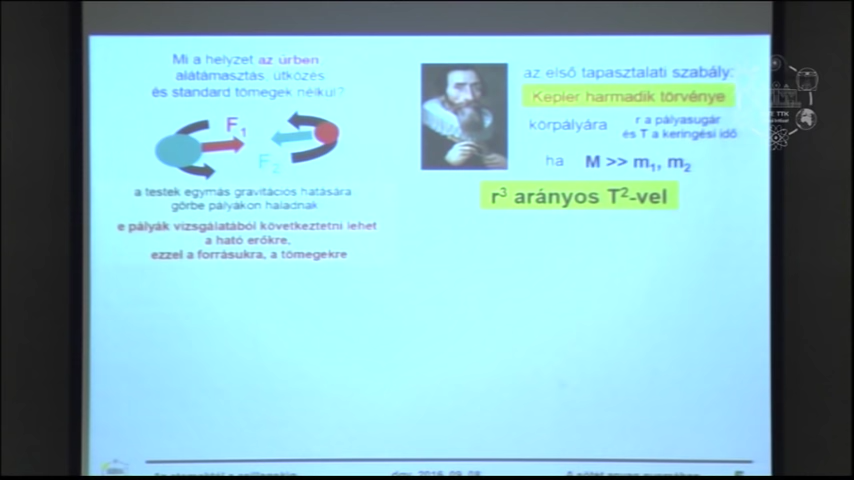 Mi a helyzet az űrben
alátámasztás, ütközés
és standard tömegek nélkül?
F1
F2
a testek egymás gravitációs hatására
görbe pályákon haladnak
e pályák vizsgálatából következtetni lehet
a ható erőkre,
ezzel a forrásukra, a tömegekre
az első tapasztalati szabály:
Kepler harmadik törvénye
körpályára
r a pályasugár
és T a keringési idő
ha M >> m₁, m₂
r³ arányos T²-vel